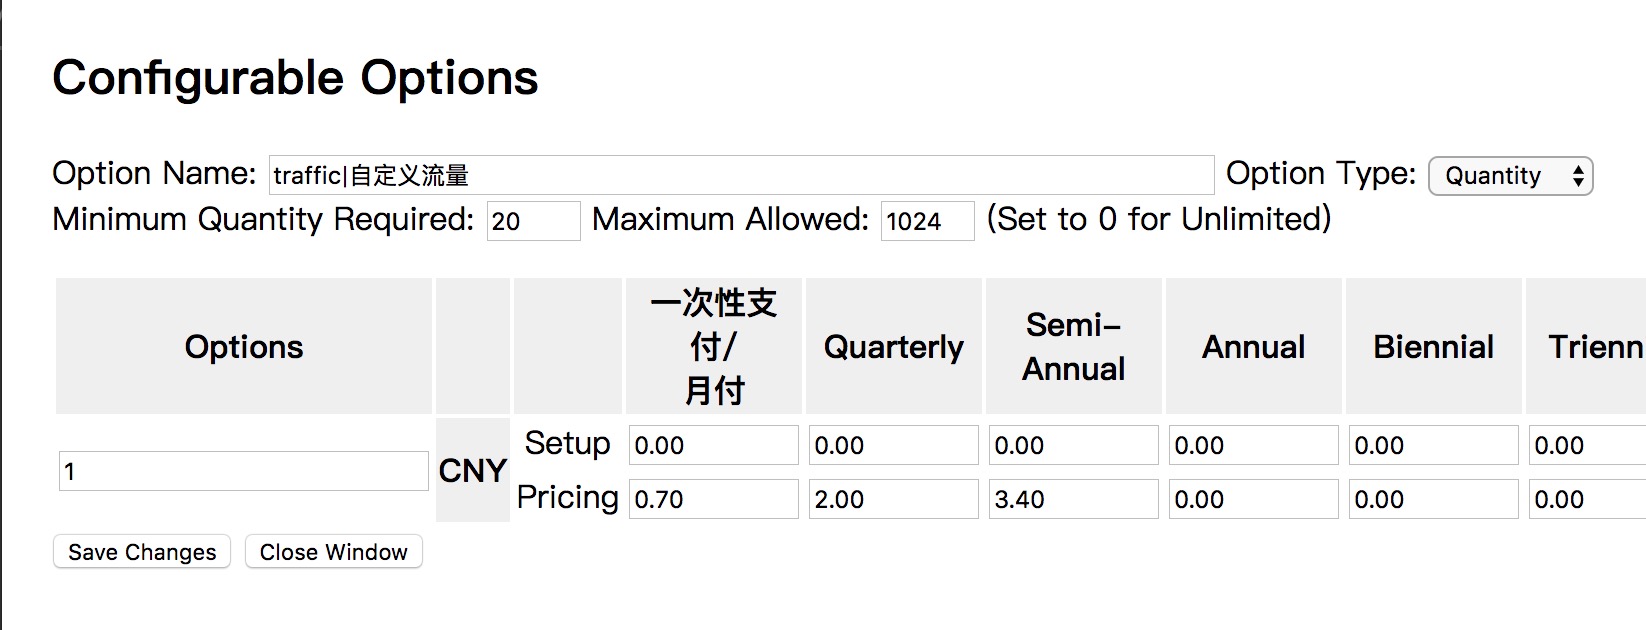 Configurable Options
Option Name: traffic|自定义流量 Option Type: Quantity
Minimum Quantity Required: 20 Maximum Allowed: 1024 (Set to 0 for Unlimited)
Options 一次性支付/月付 Quarterly Semi-Annual Annual Biennial Trienn
Setup 0.00 0.00 0.00 0.00 0.00 0.00
1 CNY
Pricing 0.70 2.00 3.40 0.00 0.00 0.00
Save Changes Close Window